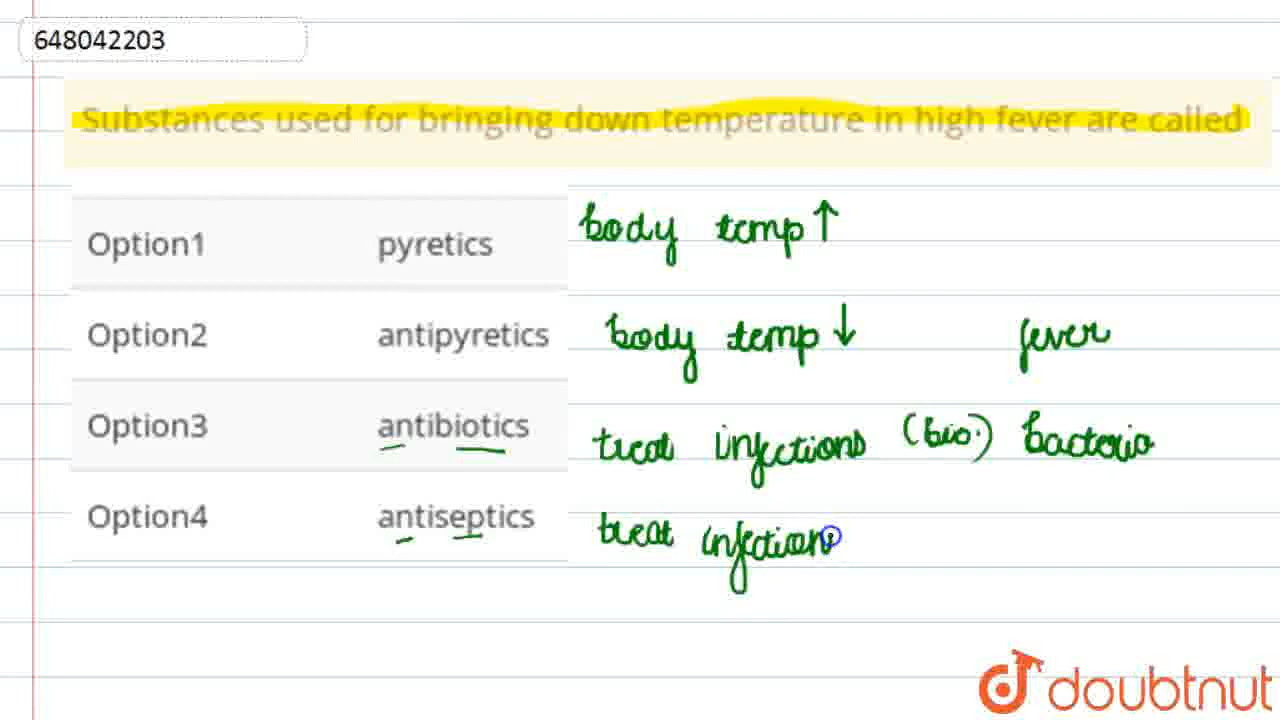 648042203
Substances used for bringing down temperature in high fever are called
Option1 pyretics body temp ↑
Option2 antipyretics body temp ↓ fever
Option3 antibiotics treat infections (bio.) bacteria
Option4 antiseptics treat infection
doubtnut